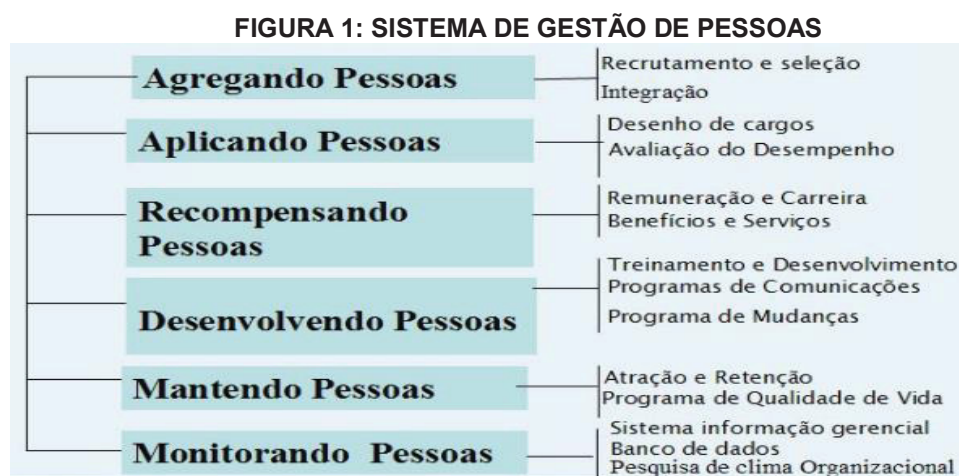 FIGURA 1: SISTEMA DE GESTÃO DE PESSOAS
Agregando Pessoas
Recrutamento e seleção
Integração
Aplicando Pessoas
Desenho de cargos
Avaliação do Desempenho
Recompensando
Pessoas
Remuneração e Carreira
Benefícios e Serviços
Desenvolvendo Pessoas
Treinamento e Desenvolvimento
Programas de Comunicações
Programa de Mudanças
Mantendo Pessoas
Atração e Retenção
Programa de Qualidade de Vida
Monitorando Pessoas
Sistema informação gerencial
Banco de dados
Pesquisa de clima Organizacional